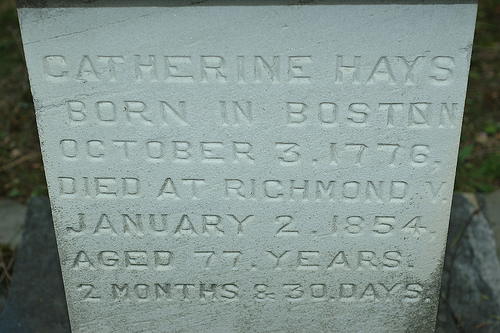 CATHERINE HAYS
BORN IN BOSTON
OCTOBER 3. 1776.
DIED AT RICHMOND. V.
JANUARY 2. 1854.
AGED 77. YEARS.
2 MONTHS & 30. DAYS.